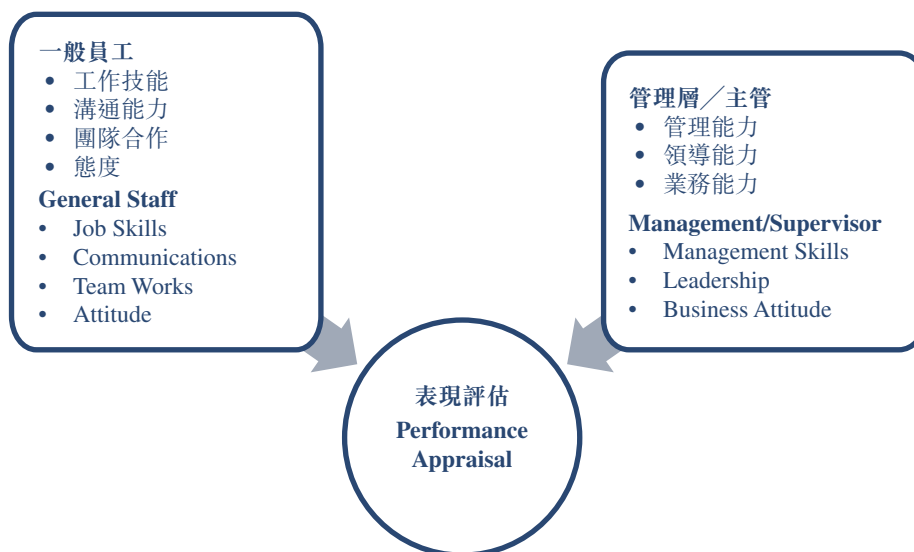 一般員工
• 工作技能
• 溝通能力
• 團隊合作
• 態度
General Staff
• Job Skills
• Communications
• Team Works
• Attitude
管理層／主管
• 管理能力
• 領導能力
• 業務能力
Management/Supervisor
• Management Skills
• Leadership
• Business Attitude
表現評估
Performance
Appraisal